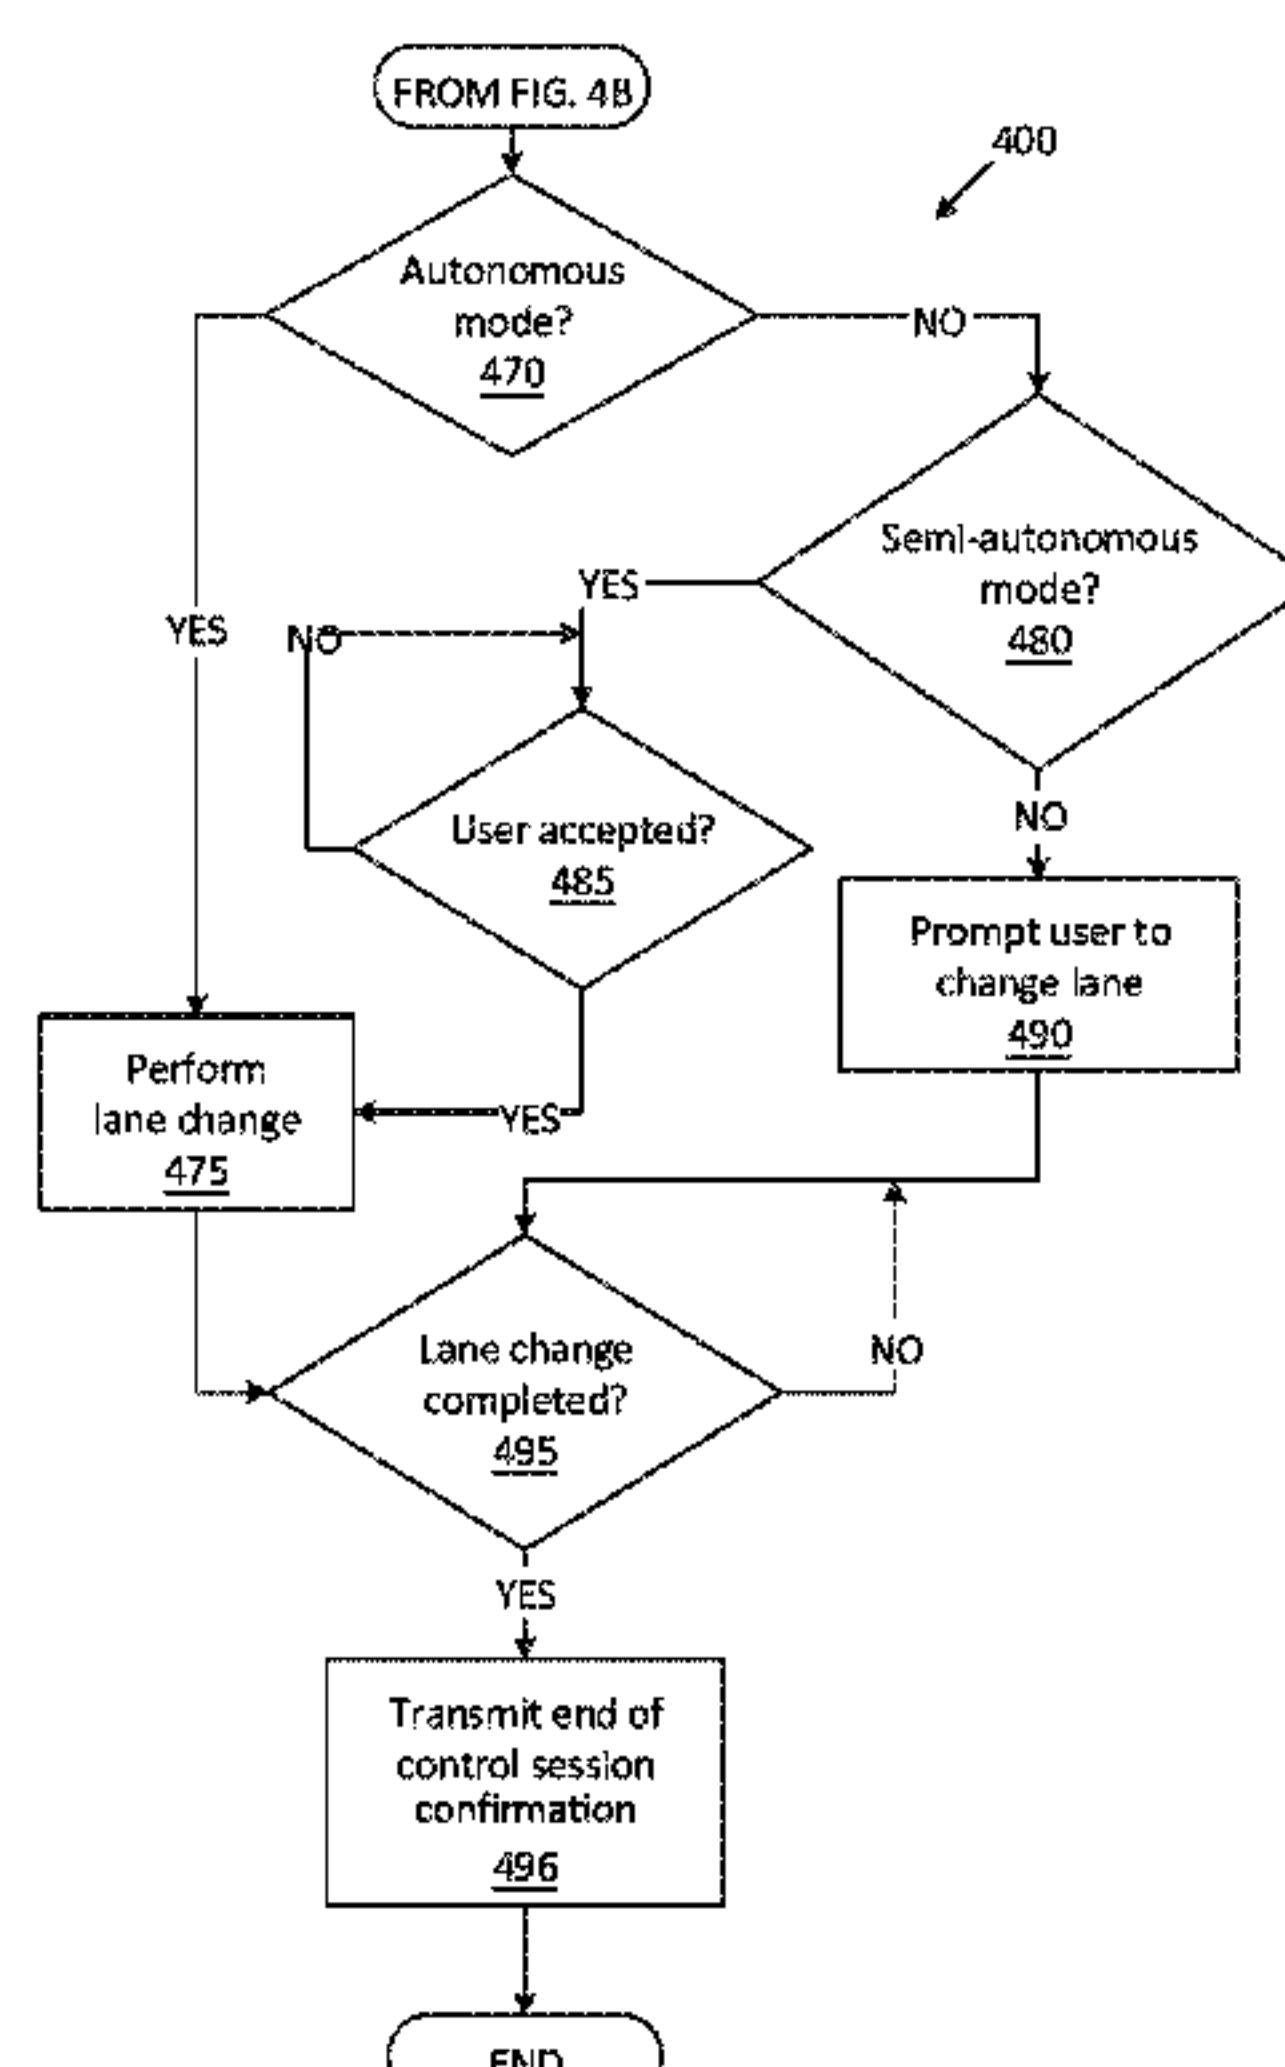 FROM FIG. 4B
400
Autonomous
mode?
470
NO
Semi-autonomous
mode?
480
YES
NO
YES
User accepted?
485
NO
Prompt user to
change lane
490
Perform
lane change
475
YES
Lane change
completed?
495
NO
YES
Transmit end of
control session
confirmation
496
END